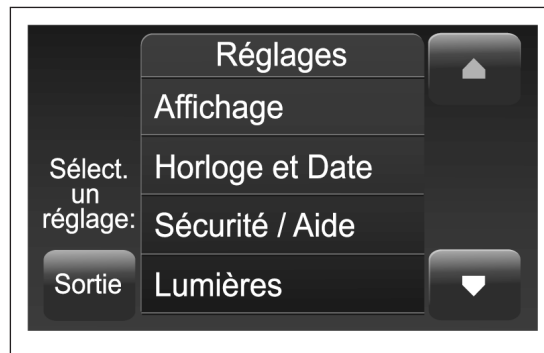 Réglages
Affichage
Horloge et Date
Sécurité / Aide
Lumières
Sélect.
un
réglage:
Sortie